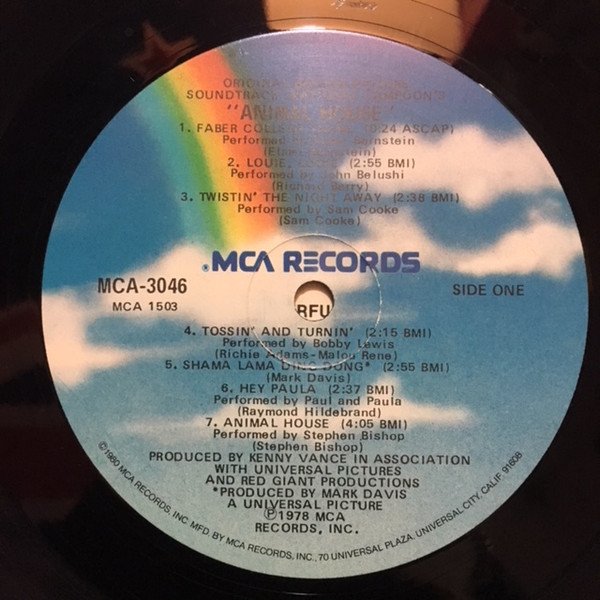 SOUNDTRACK
"ANIMAL HOUSE"
1. FABER (0:24 ASCAP)
Performed
2. LOUIE, (2:55 BMI)
Performed by John Belushi
(Richard Berry)
3. TWISTIN' THE NIGHT AWAY (2:38 BMI)
Performed by Sam Cooke
(Sam Cooke)
MCA RECORDS
MCA-3046
MCA 1503
SIDE ONE
RFU
4. TOSSIN' AND TURNIN' (2:15 BMI)
Performed by Bobby Lewis
(Richie Adams-Malou Rene)
5. SHAMA LAMA DING DONG* (2:55 BMI)
(Mark Davis)
6. HEY PAULA (2:37 BMI)
Performed by Paul and Paula
(Raymond Hildebrand)
7. ANIMAL HOUSE (4:05 BMI)
Performed by Stephen Bishop
(Stephen Bishop)
PRODUCED BY KENNY VANCE IN ASSOCIATION
WITH UNIVERSAL PICTURES
AND RED GIANT PRODUCTIONS
*PRODUCED BY MARK DAVIS
A UNIVERSAL PICTURE
℗1978 MCA
RECORDS, INC.
©1980 MCA RECORDS, INC. MFD. BY MCA RECORDS, INC., 70 UNIVERSAL PLAZA, UNIVERSAL CITY, CALIF. 91608